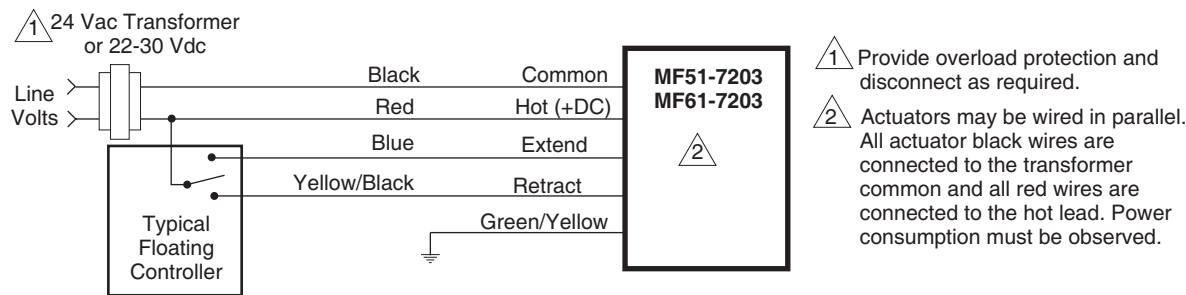 1 24 Vac Transformer
or 22-30 Vdc
Line
Volts
Black
Common
Red
Hot (+DC)
Blue
Extend
Yellow/Black
Retract
Green/Yellow
Typical
Floating
Controller
MF51-7203
MF61-7203
2
1 Provide overload protection and
disconnect as required.
2 Actuators may be wired in parallel.
All actuator black wires are
connected to the transformer
common and all red wires are
connected to the hot lead. Power
consumption must be observed.